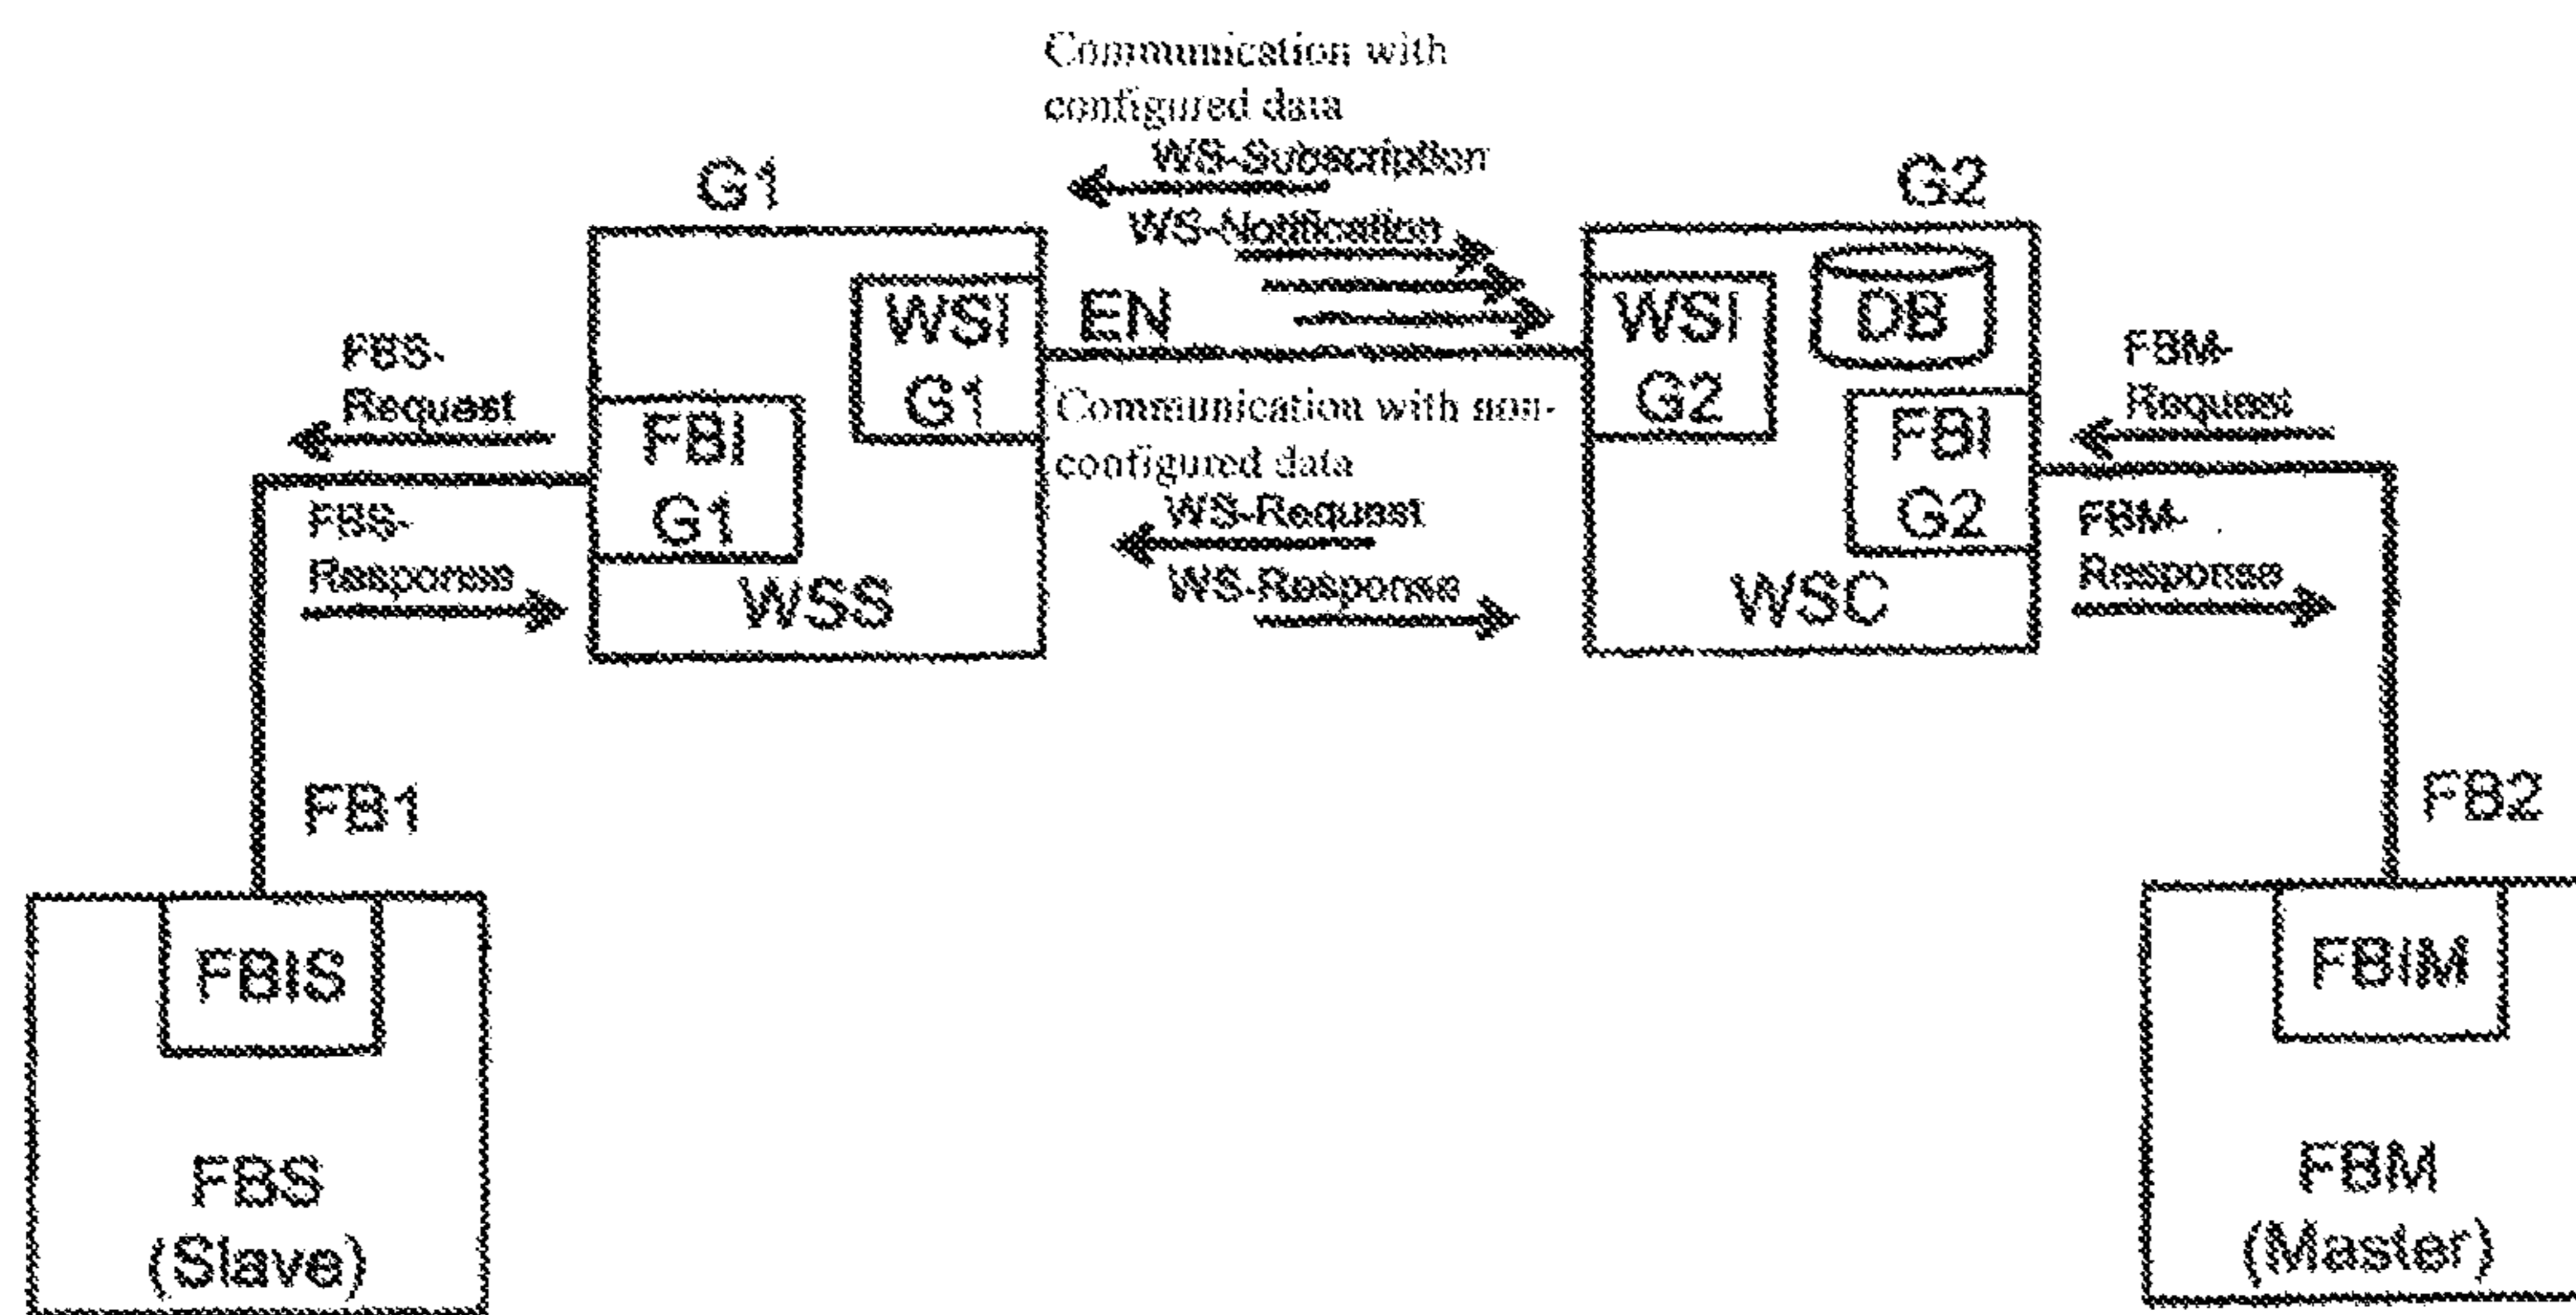 Communication with
configured data
WS-Subscription
G1
G2
WS-Notification
WSI
G1
EN
WSI
G2
DB
FBS-
Request
FBM-
Request
FBI
G1
Communication with non-
configured data
FBI
G2
WS-Request
FBS-
Response
FBM-
Response
WS-Response
WSS
WSC
FB1
FB2
FBIS
FBIM
FBS
(Slave)
FBM
(Master)